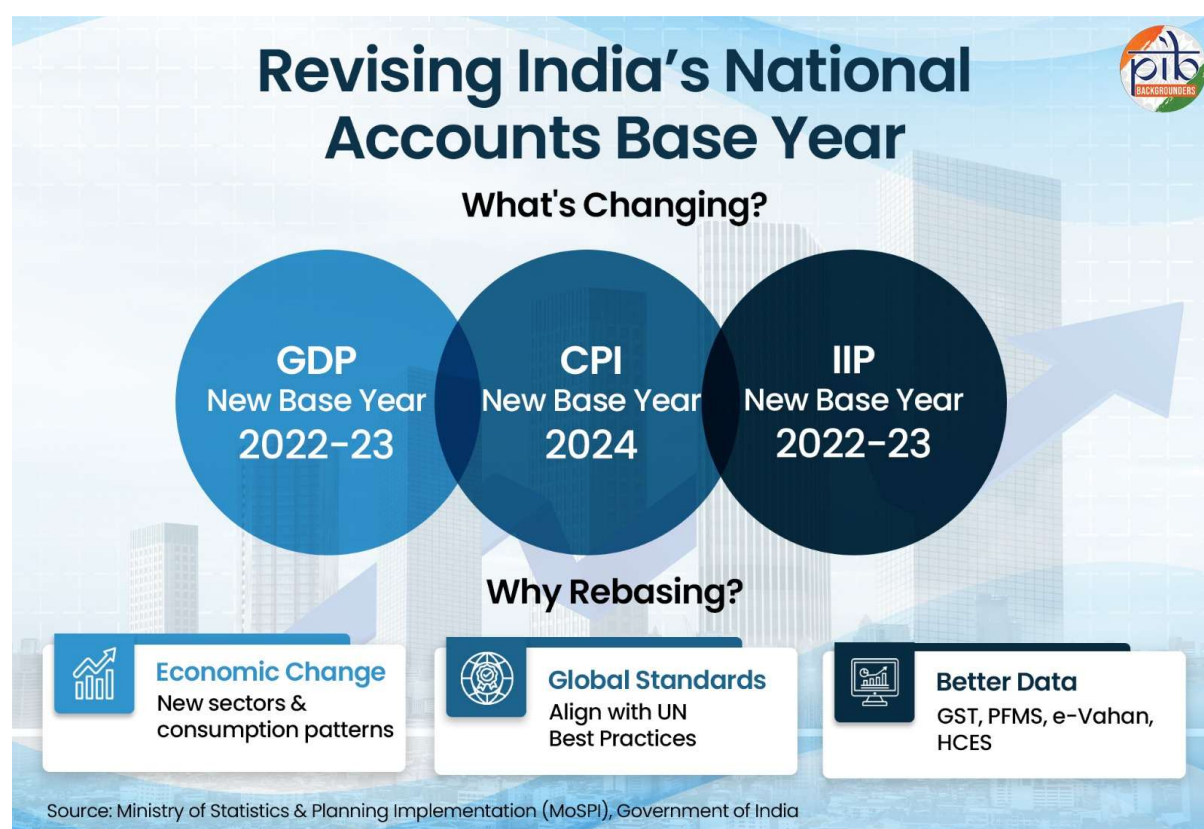 Revising India's National
Accounts Base Year
pib
BACKGROUNDERS
What's Changing?
GDP
New Base Year
2022-23
CPI
New Base Year
2024
IIP
New Base Year
2022-23
Why Rebasing?
Economic Change
New sectors &
consumption patterns
Global Standards
Align with UN
Best Practices
Better Data
GST, PFMS, e-Vahan,
HCES
Source: Ministry of Statistics & Planning Implementation (MoSPI), Government of India